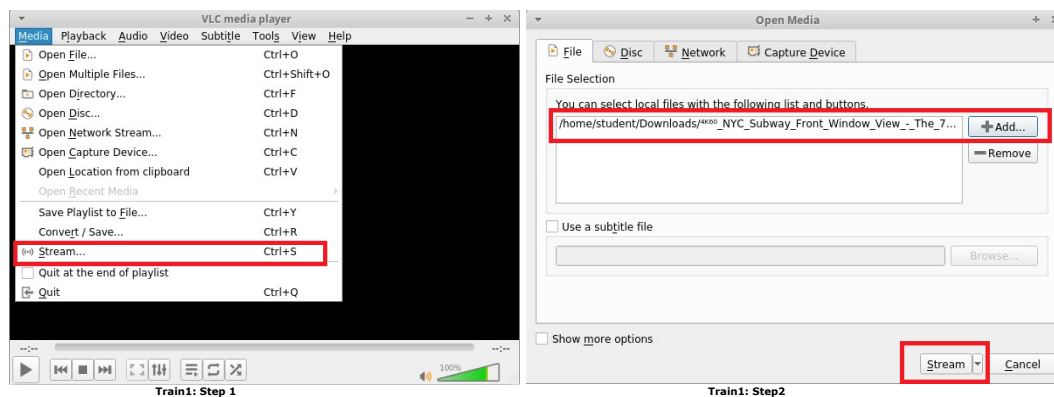 VLC media player
Media Playback Audio Video Subtitle Tools View Help
Open File... Ctrl+O
Open Multiple Files... Ctrl+Shift+O
Open Directory... Ctrl+F
Open Disc... Ctrl+D
Open Network Stream... Ctrl+N
Open Capture Device... Ctrl+C
Open Location from clipboard Ctrl+V
Open Recent Media
Save Playlist to File... Ctrl+Y
Convert / Save... Ctrl+R
Stream... Ctrl+S
Quit at the end of playlist
Quit Ctrl+Q
--:-- --:--
100%
Train1: Step 1
Open Media
File Disc Network Capture Device
File Selection
You can select local files with the following list and buttons.
/home/student/Downloads/⁴ᴷ⁶⁰_NYC_Subway_Front_Window_View_-_The_7... Add...
Remove
Use a subtitle file
Browse...
Show more options
Stream Cancel
Train1: Step2